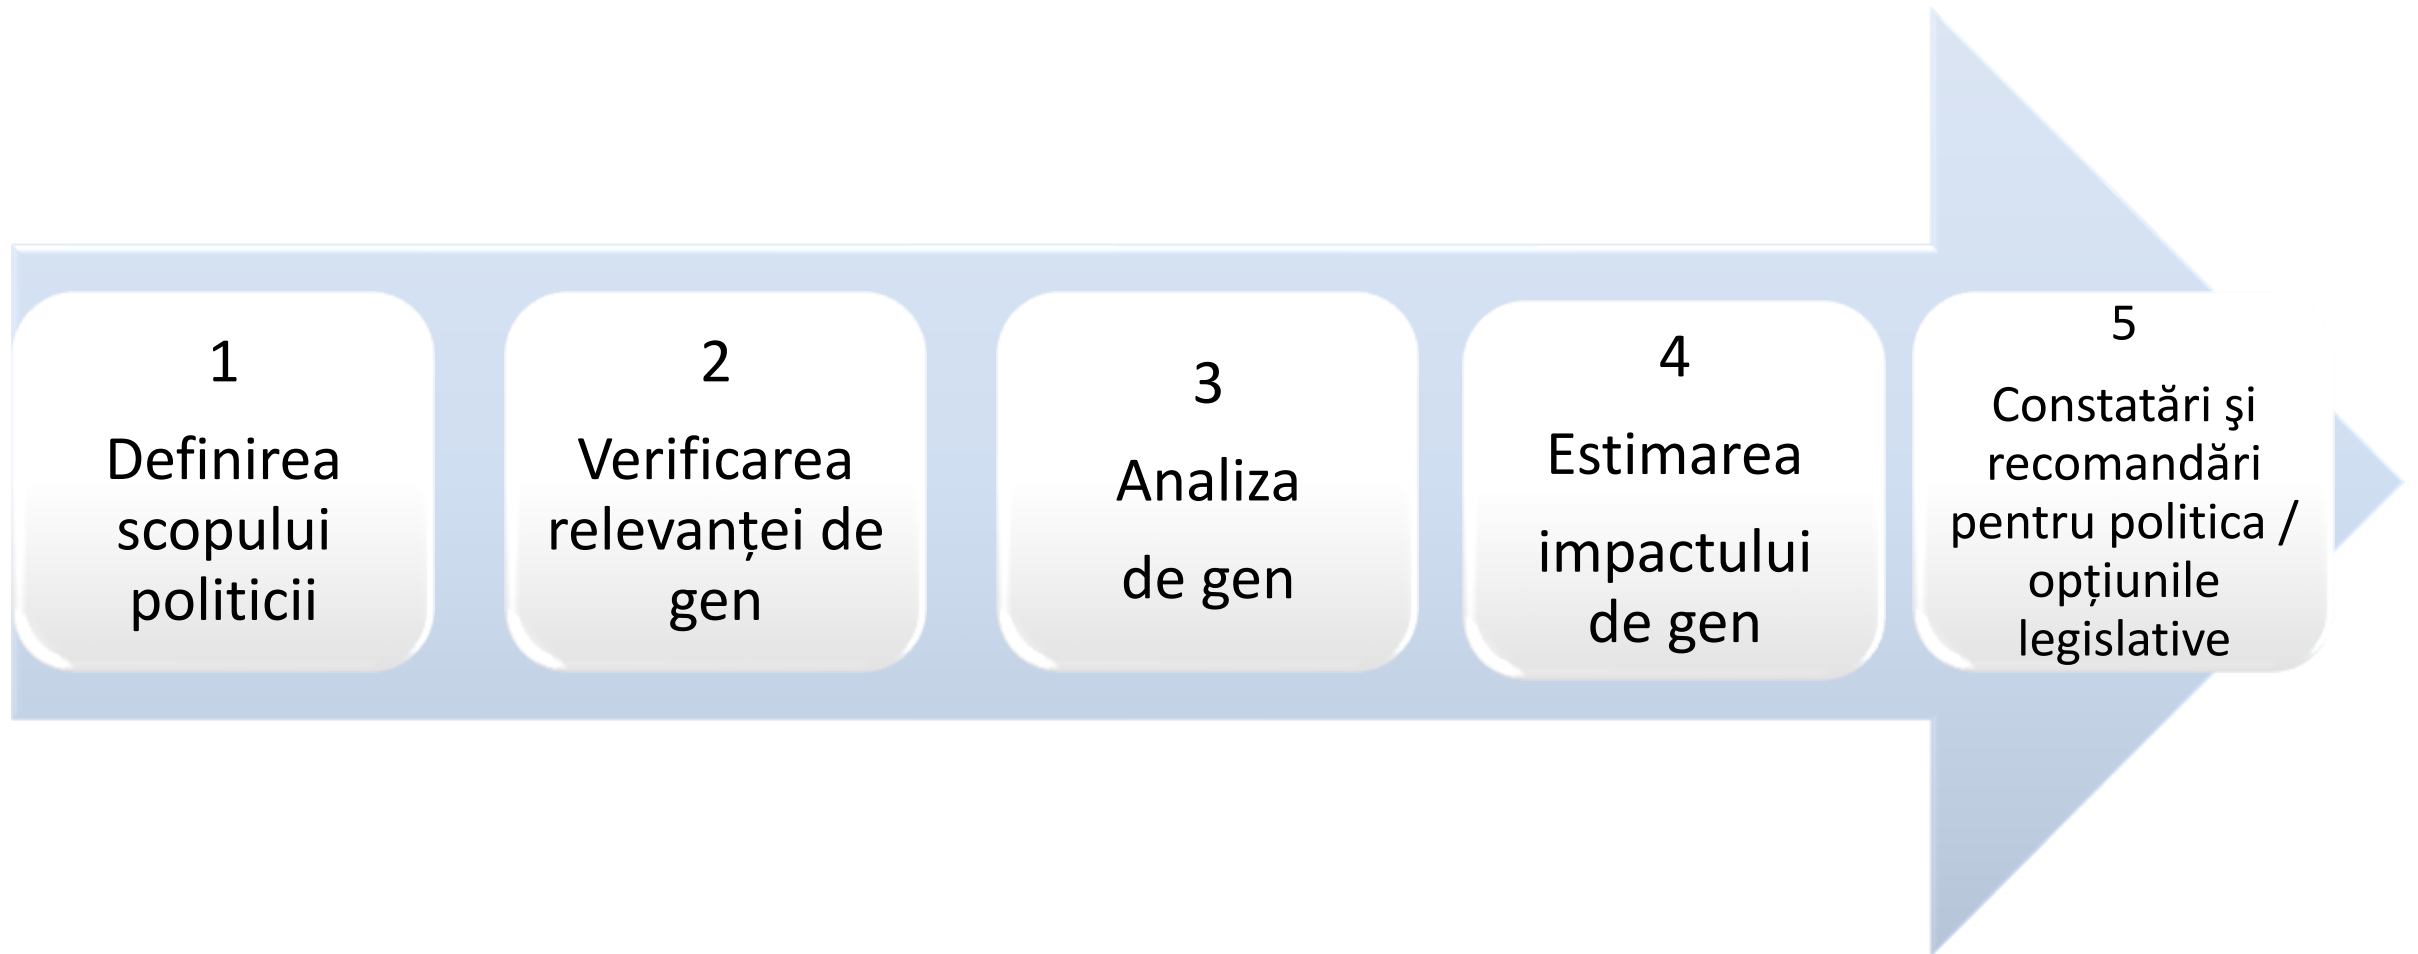 1
Definirea
scopului
politicii
2
Verificarea
relevanței de
gen
3
Analiza
de gen
4
Estimarea
impactului
de gen
5
Constatări şi
recomandări
pentru politica /
opțiunile
legislative